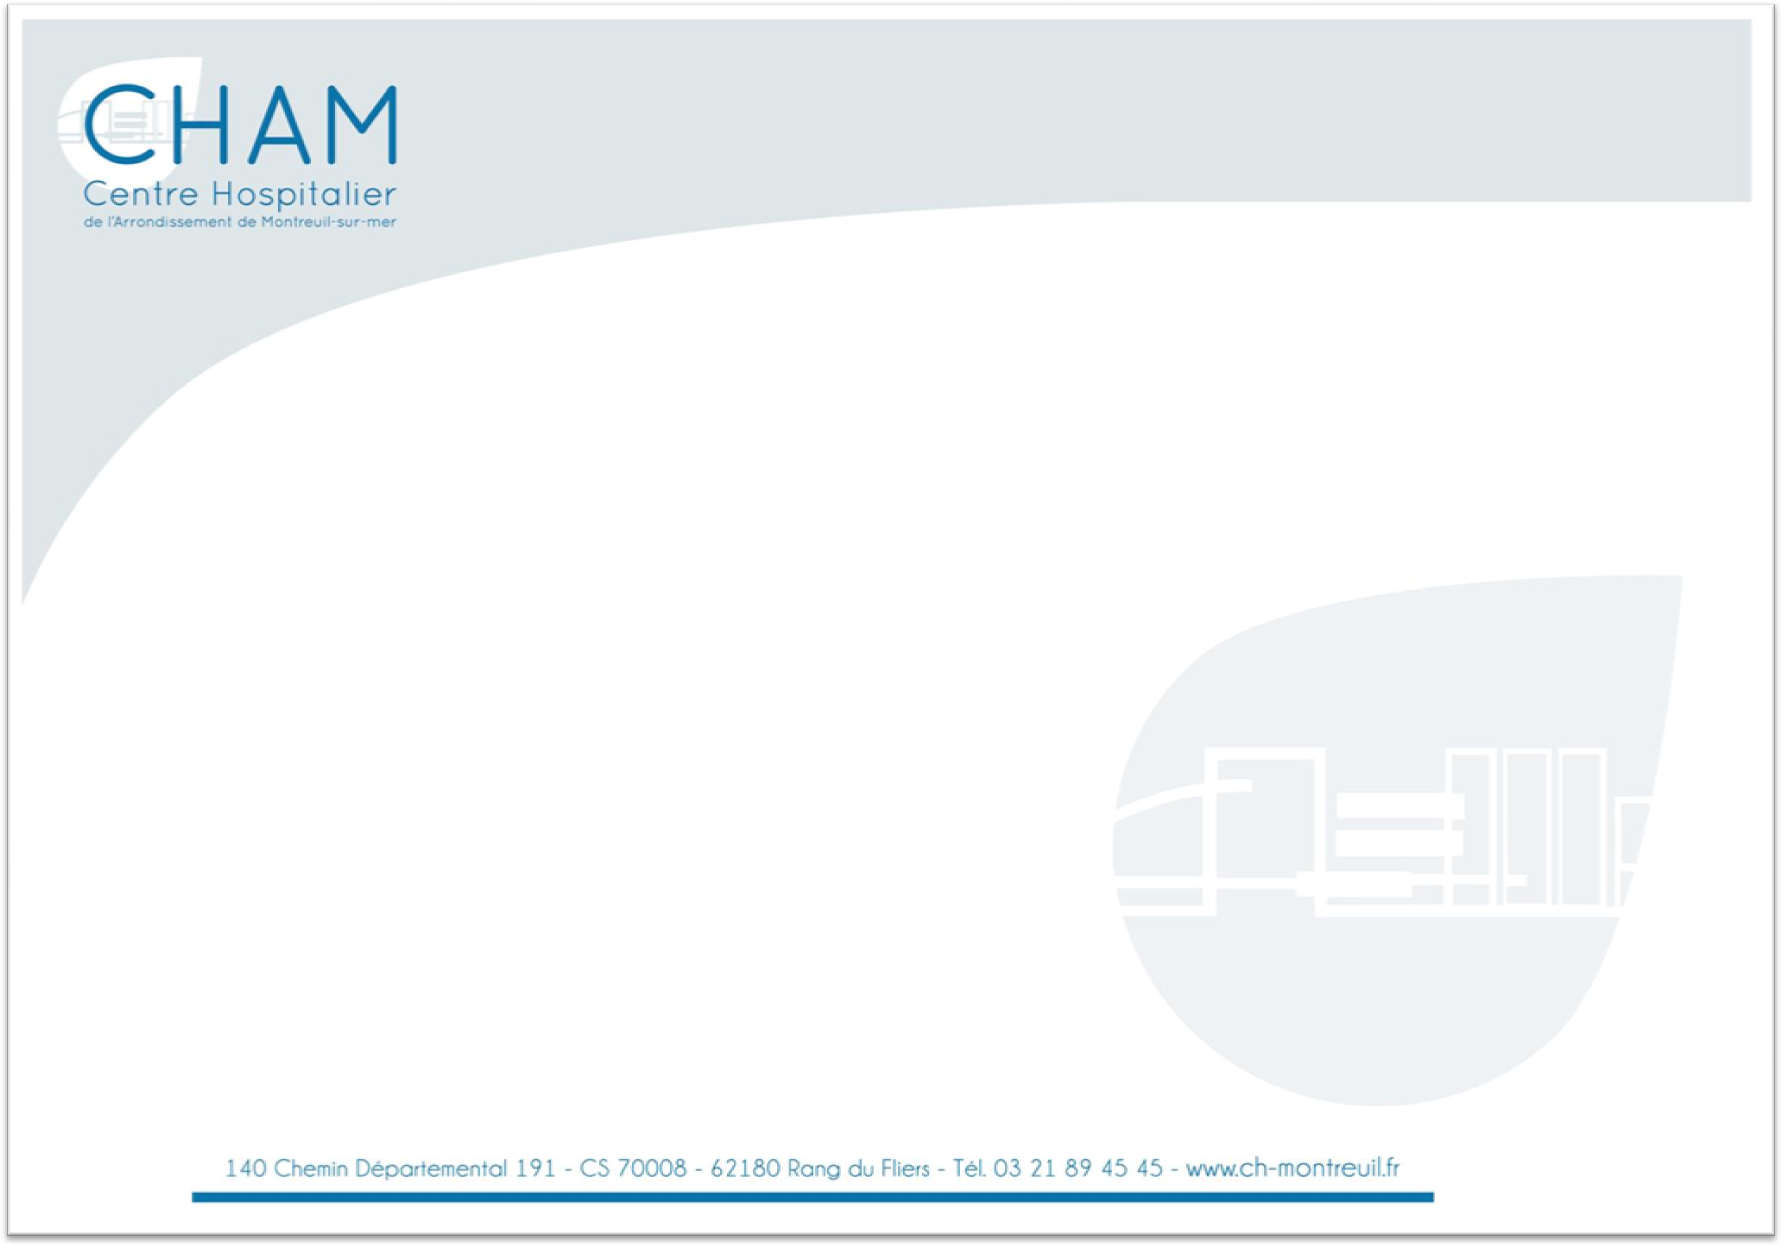 CHAM
Centre Hospitalier
de l'Arrondissement de Montreuil-sur-mer
140 Chemin Départemental 191 - CS 70008 - 62180 Rang du Fliers - Tél. 03 21 89 45 45 - www.ch-montreuil.fr